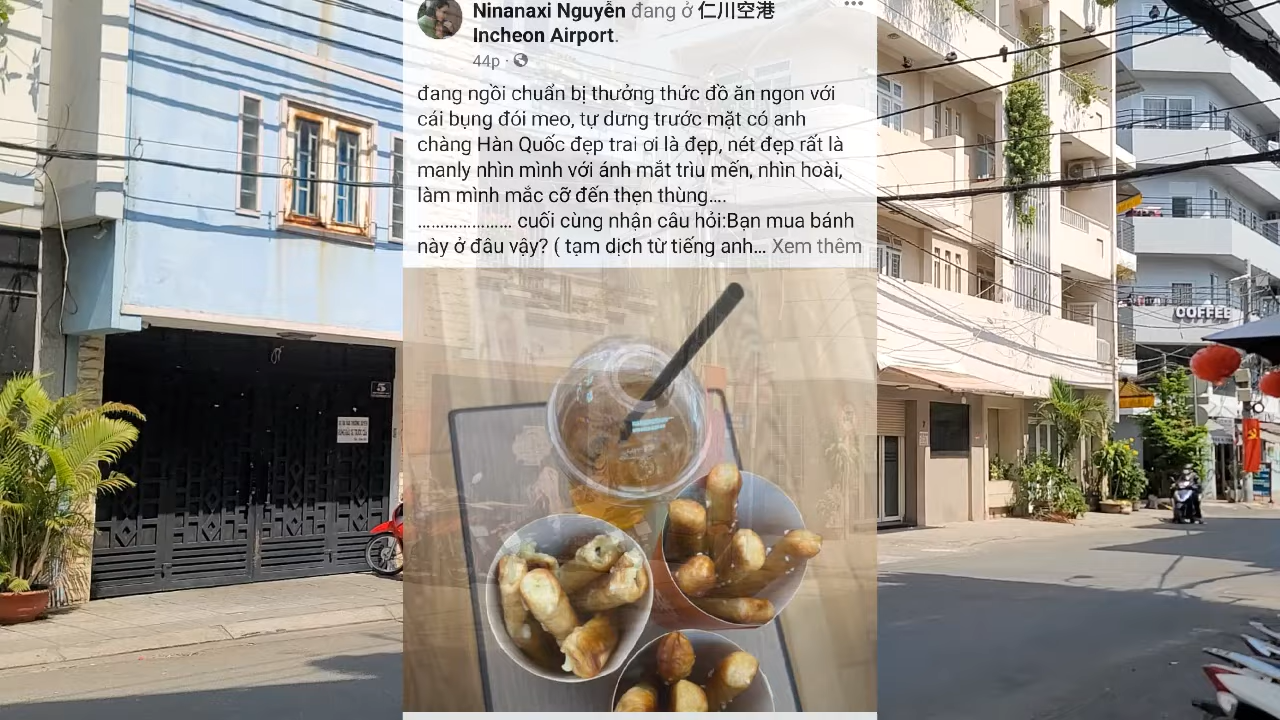 Ninanaxi Nguyễn đang ở 仁川空港
Incheon Airport.
44p
đang ngồi chuẩn bị thưởng thức đồ ăn ngon với
cái bụng đói meo, tự dưng trước mặt có anh
chàng Hàn Quốc đẹp trai ơi là đẹp, nét đẹp rất là
manly nhìn mình với ánh mắt trìu mến, nhìn hoài,
làm mình mắc cỡ đến thẹn thùng....
………………… cuối cùng nhận câu hỏi:Bạn mua bánh
này ở đâu vậy? ( tạm dịch từ tiếng anh... Xem thêm
5
COFFEE